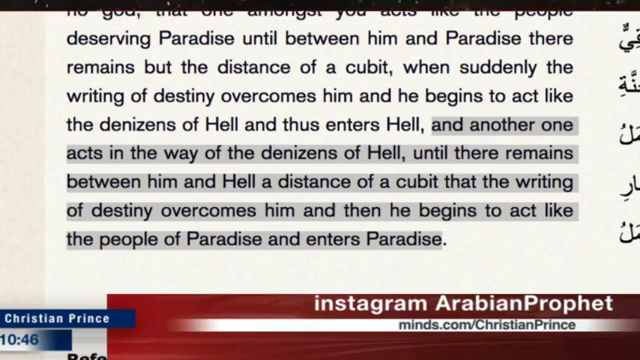 no god, that one amongst you acts like the people
deserving Paradise until between him and Paradise there
remains but the distance of a cubit, when suddenly the
writing of destiny overcomes him and he begins to act like
the denizens of Hell and thus enters Hell, and another one
acts in the way of the denizens of Hell, until there remains
between him and Hell a distance of a cubit that the writing
of destiny overcomes him and then he begins to act like
the people of Paradise and enters Paradise.
instagram ArabianProphet
Christian Prince
minds.com/ChristianPrince
10:46